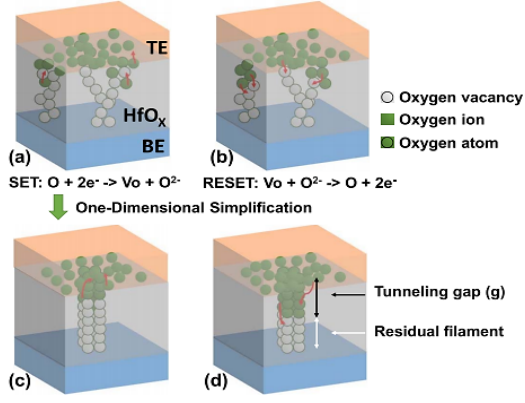 TE
HfOX
BE
(a)
(b)
Oxygen vacancy
Oxygen ion
Oxygen atom
SET: O + 2e- -> Vo + O2-
RESET: Vo + O2- -> O + 2e-
One-Dimensional Simplification
Tunneling gap (g)
Residual filament
(c)
(d)